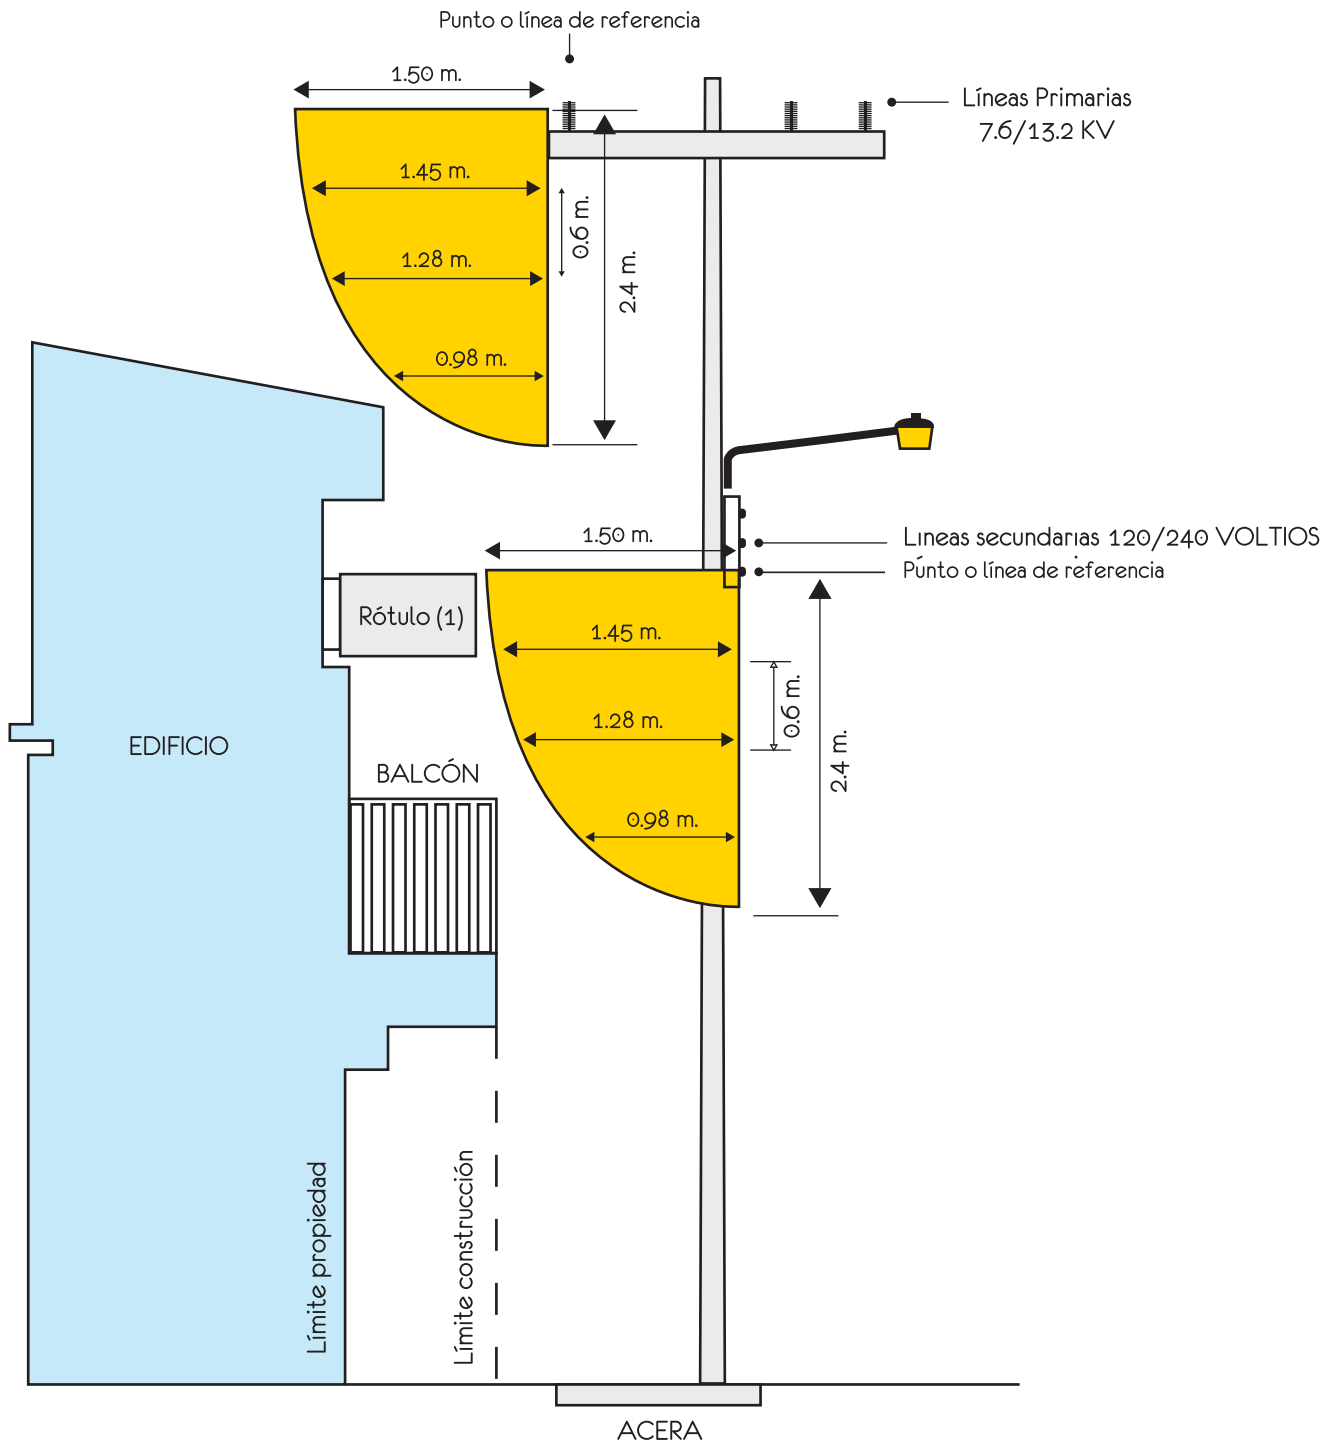 Punto o línea de referencia
1.50 m.
Líneas Primarias
7.6/13.2 KV
1.45 m.
0.6 m.
1.28 m.
2.4 m.
0.98 m.
1.50 m.
Lıneas secundarıas 120/240 VOLTIOS
Púnto o línea de referencia
Rótulo (1)
1.45 m.
0.6 m.
1.28 m.
2.4 m.
EDIFICIO
BALCÓN
0.98 m.
Límite propiedad
Límite construcción
ACERA